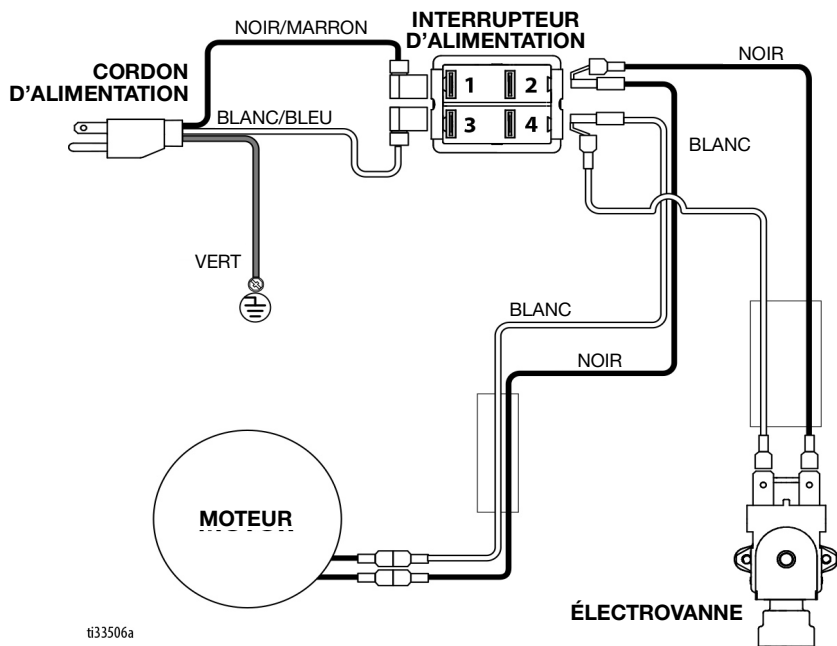 NOIR/MARRON
INTERRUPTEUR
D’ALIMENTATION
NOIR
CORDON
D’ALIMENTATION
1
2
BLANC/BLEU
3
4
BLANC
VERT
BLANC
NOIR
MOTEUR
ÉLECTROVANNE
ti33506a